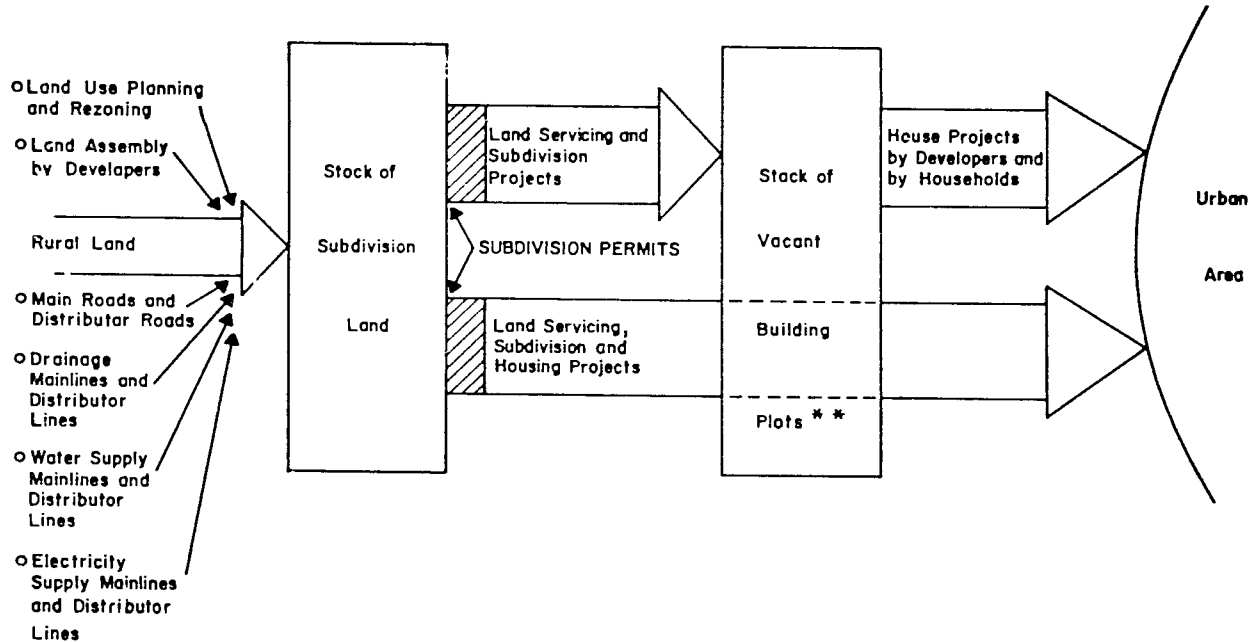 o Land Use Planning
and Rezoning
o Land Assembly
by Developers
Rural Land
o Main Roads and
Distributor Roads
o Drainage
Mainlines and
Distributor
Lines
o Water Supply
Mainlines and
Distributor
Lines
o Electricity
Supply Mainlines
and Distributor
Lines
Stock of
Subdivision
Land
Land Servicing and
Subdivision
Projects
SUBDIVISION PERMITS
Land Servicing,
Subdivision and
Housing Projects
Stack of
Vacant
Building
Plots * *
House Projects
by Developers and
by Households
Urban
Area